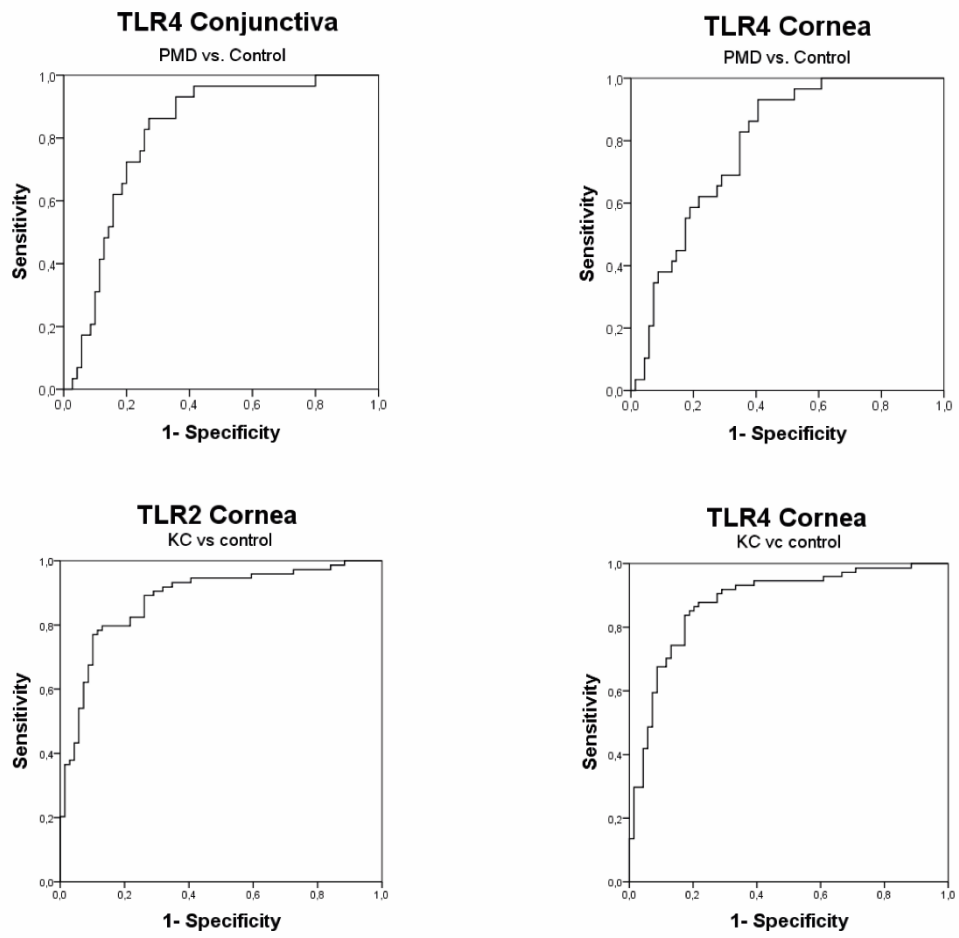 TLR4 Conjunctiva
PMD vs. Control
1,0
0,8
0,6
0,4
0,2
0,0
Sensitivity
0,0 0,2 0,4 0,6 0,8 1,0
1- Specificity
TLR4 Cornea
PMD vs. Control
1,0
0,8
0,6
0,4
0,2
0,0
Sensitivity
0,0 0,2 0,4 0,6 0,8 1,0
1- Specificity
TLR2 Cornea
KC vs control
1,0
0,8
0,6
0,4
0,2
0,0
Sensitivity
0,0 0,2 0,4 0,6 0,8 1,0
1- Specificity
TLR4 Cornea
KC vc control
1,0
0,8
0,6
0,4
0,2
0,0
Sensitivity
0,0 0,2 0,4 0,6 0,8 1,0
1- Specificity